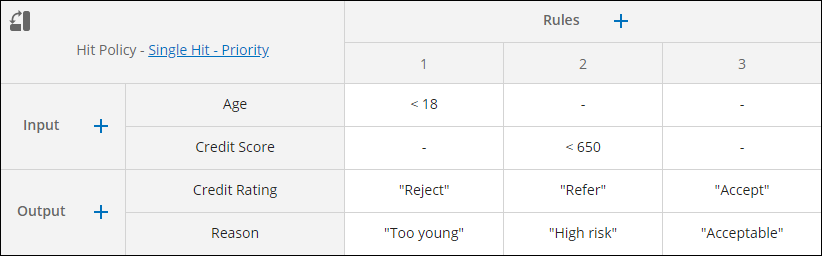 Rules +
Hit Policy - Single Hit - Priority
1 2 3
Input + Age < 18 - -
Credit Score - < 650 -
Output + Credit Rating "Reject" "Refer" "Accept"
Reason "Too young" "High risk" "Acceptable"